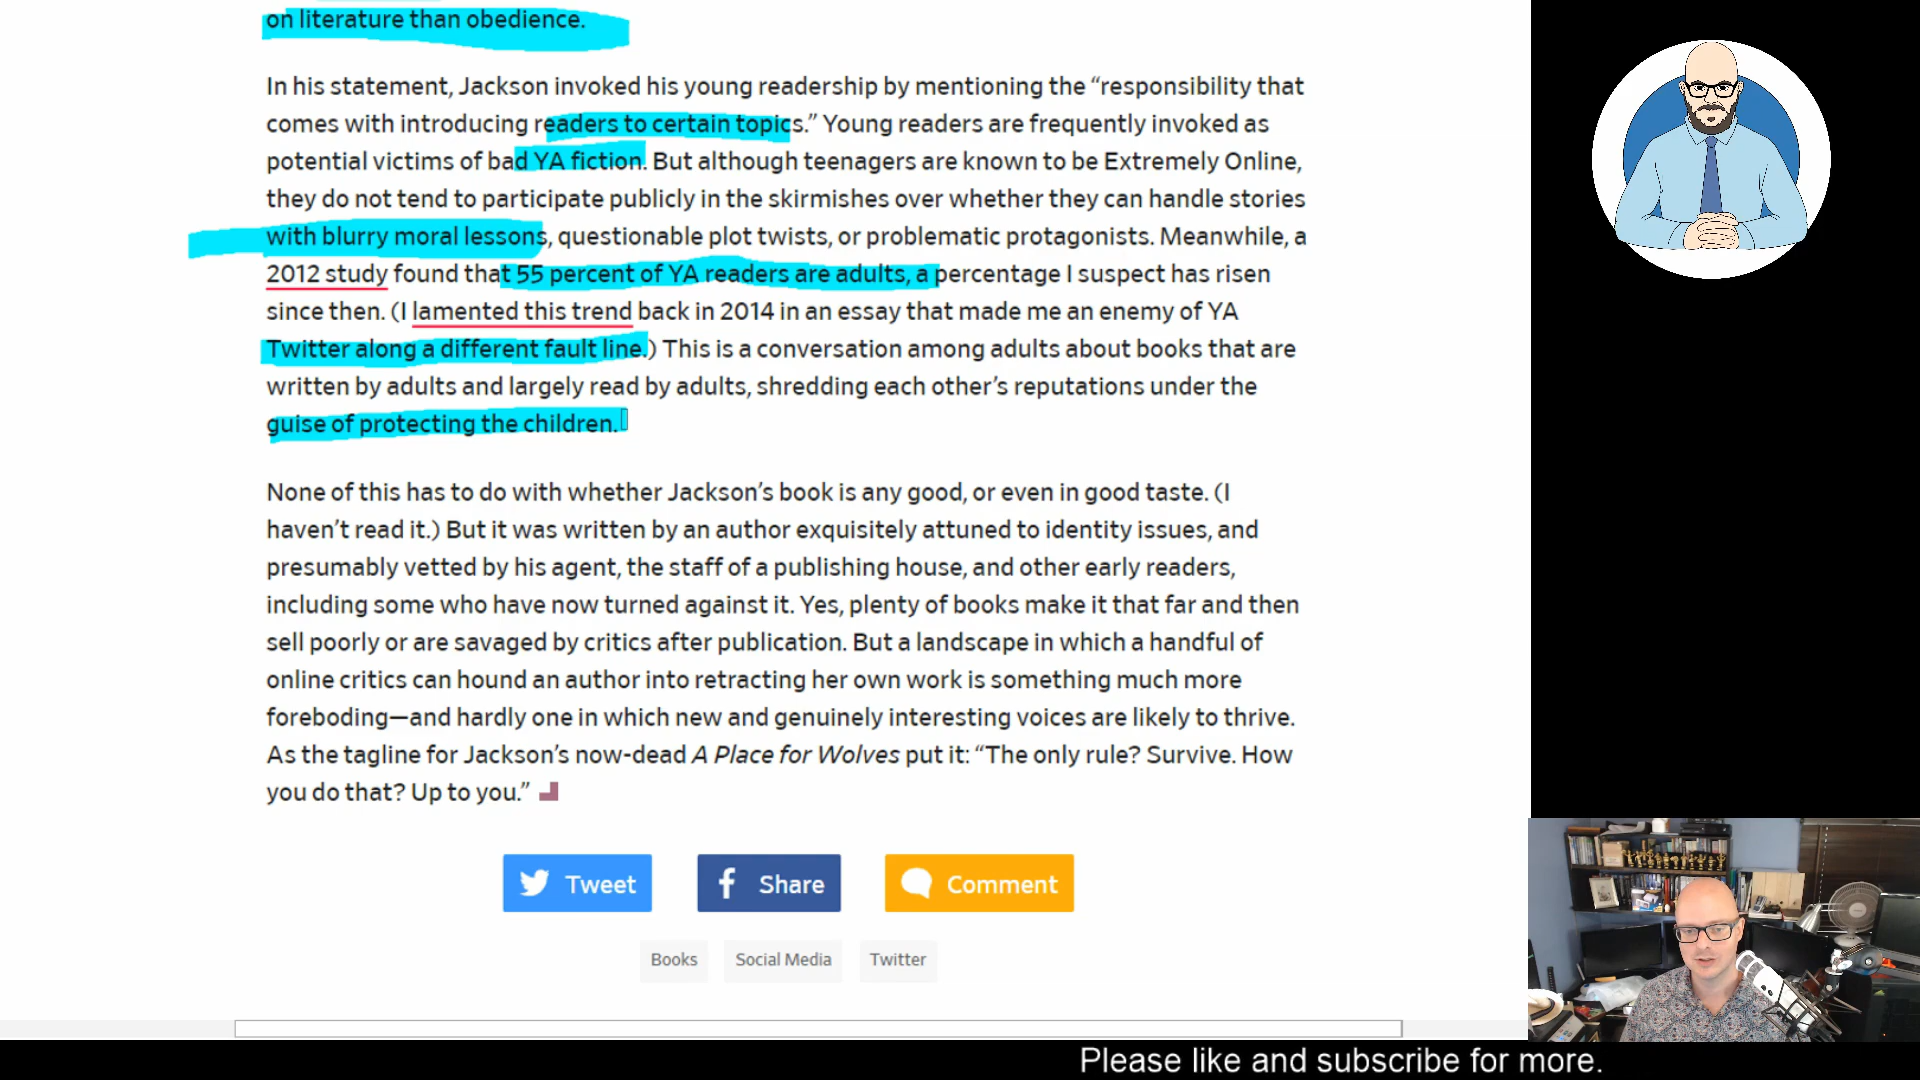 on literature than obedience.
In his statement, Jackson invoked his young readership by mentioning the “responsibility that
comes with introducing readers to certain topics.” Young readers are frequently invoked as
potential victims of bad YA fiction. But although teenagers are known to be Extremely Online,
they do not tend to participate publicly in the skirmishes over whether they can handle stories
with blurry moral lessons, questionable plot twists, or problematic protagonists. Meanwhile, a
2012 study found that 55 percent of YA readers are adults, a percentage I suspect has risen
since then. (I lamented this trend back in 2014 in an essay that made me an enemy of YA
Twitter along a different fault line.) This is a conversation among adults about books that are
written by adults and largely read by adults, shredding each other’s reputations under the
guise of protecting the children.
None of this has to do with whether Jackson’s book is any good, or even in good taste. (I
haven’t read it.) But it was written by an author exquisitely attuned to identity issues, and
presumably vetted by his agent, the staff of a publishing house, and other early readers,
including some who have now turned against it. Yes, plenty of books make it that far and then
sell poorly or are savaged by critics after publication. But a landscape in which a handful of
online critics can hound an author into retracting her own work is something much more
foreboding—and hardly one in which new and genuinely interesting voices are likely to thrive.
As the tagline for Jackson’s now-dead A Place for Wolves put it: “The only rule? Survive. How
you do that? Up to you.”
Tweet
Share
Comment
Books
Social Media
Twitter
Please like and subscribe for more.